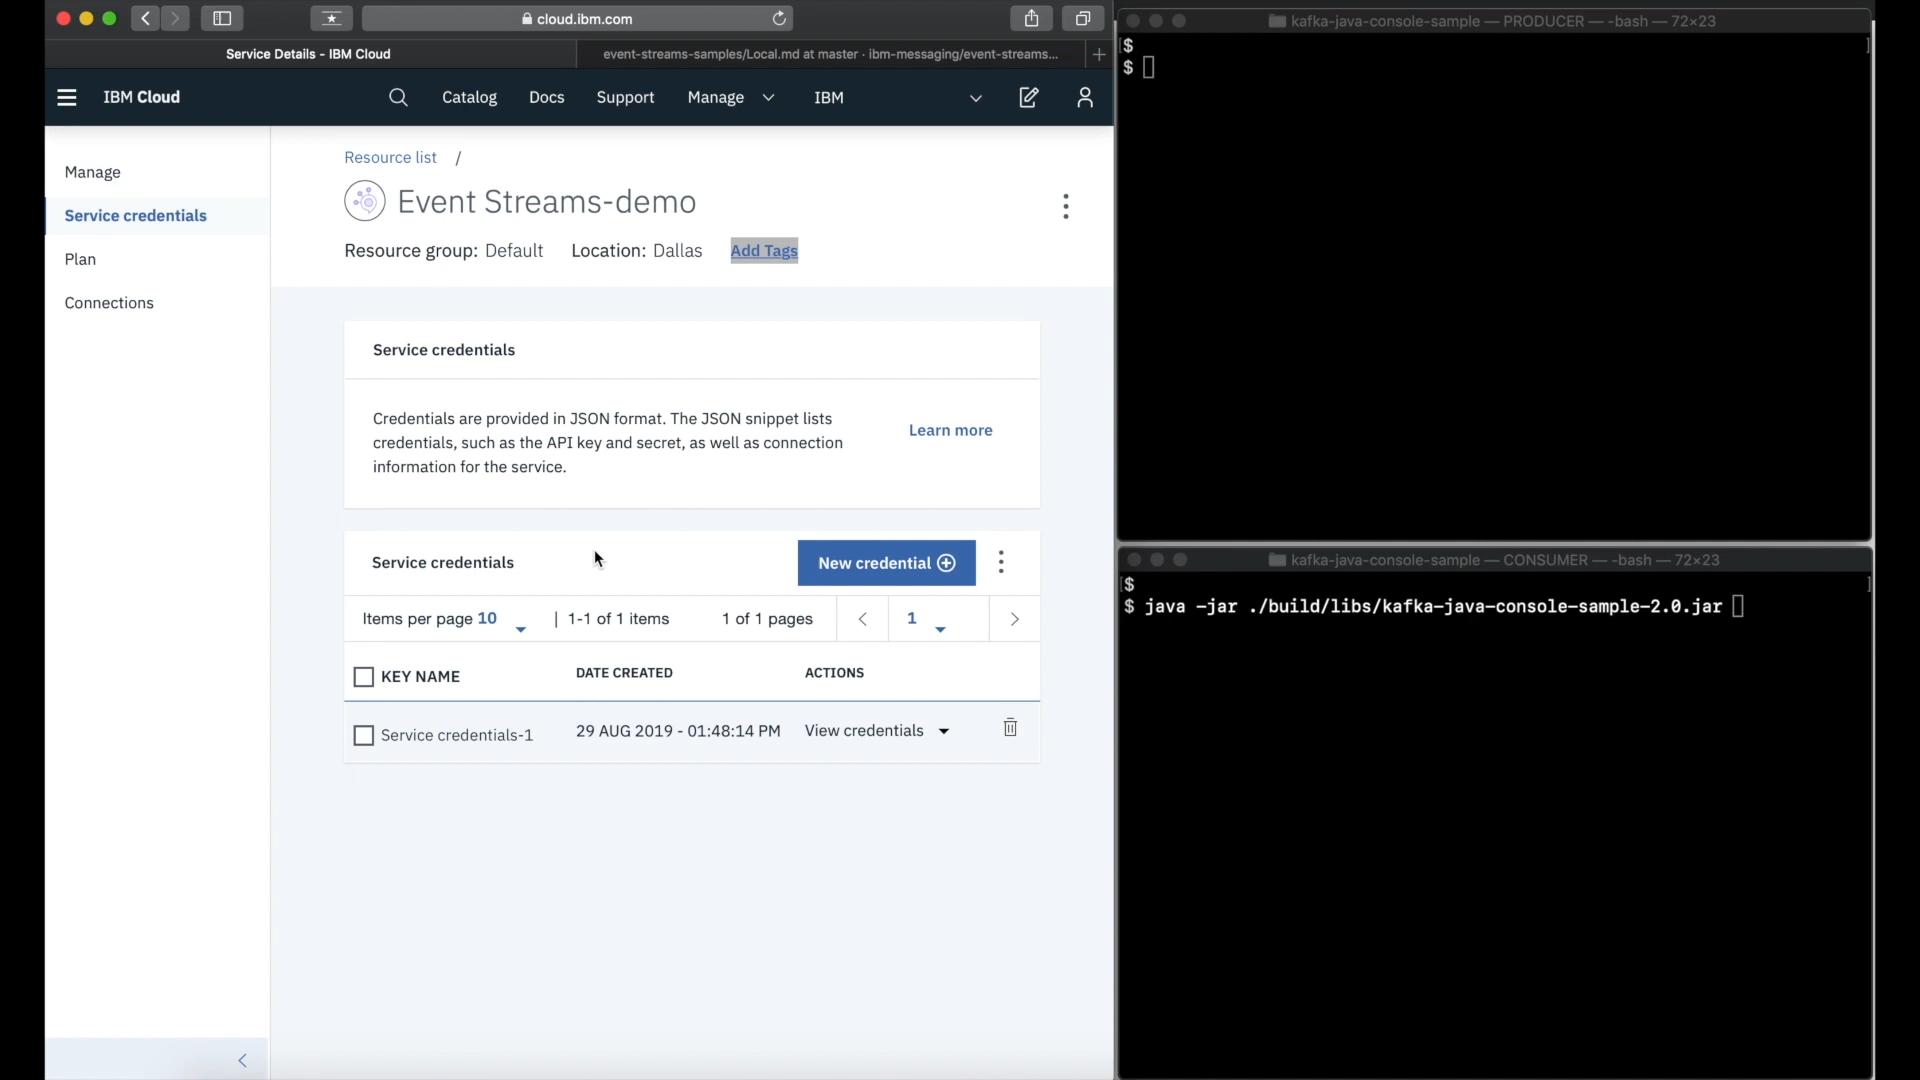 cloud.ibm.com
Service Details - IBM Cloud
event-streams-samples/Local.md at master · ibm-messaging/event-streams...
IBM Cloud
Catalog
Docs
Support
Manage
IBM
Manage
Service credentials
Plan
Connections
Resource list /
Event Streams-demo
Resource group: Default Location: Dallas Add Tags
Service credentials
Credentials are provided in JSON format. The JSON snippet lists
credentials, such as the API key and secret, as well as connection
information for the service.
Learn more
Service credentials
New credential
Items per page 10 | 1-1 of 1 items 1 of 1 pages 1
KEY NAME DATE CREATED ACTIONS
Service credentials-1 29 AUG 2019 - 01:48:14 PM View credentials
kafka-java-console-sample — PRODUCER — -bash — 72×23
[$ ]
$
kafka-java-console-sample — CONSUMER — -bash — 72×23
[$ ]
$ java -jar ./build/libs/kafka-java-console-sample-2.0.jar